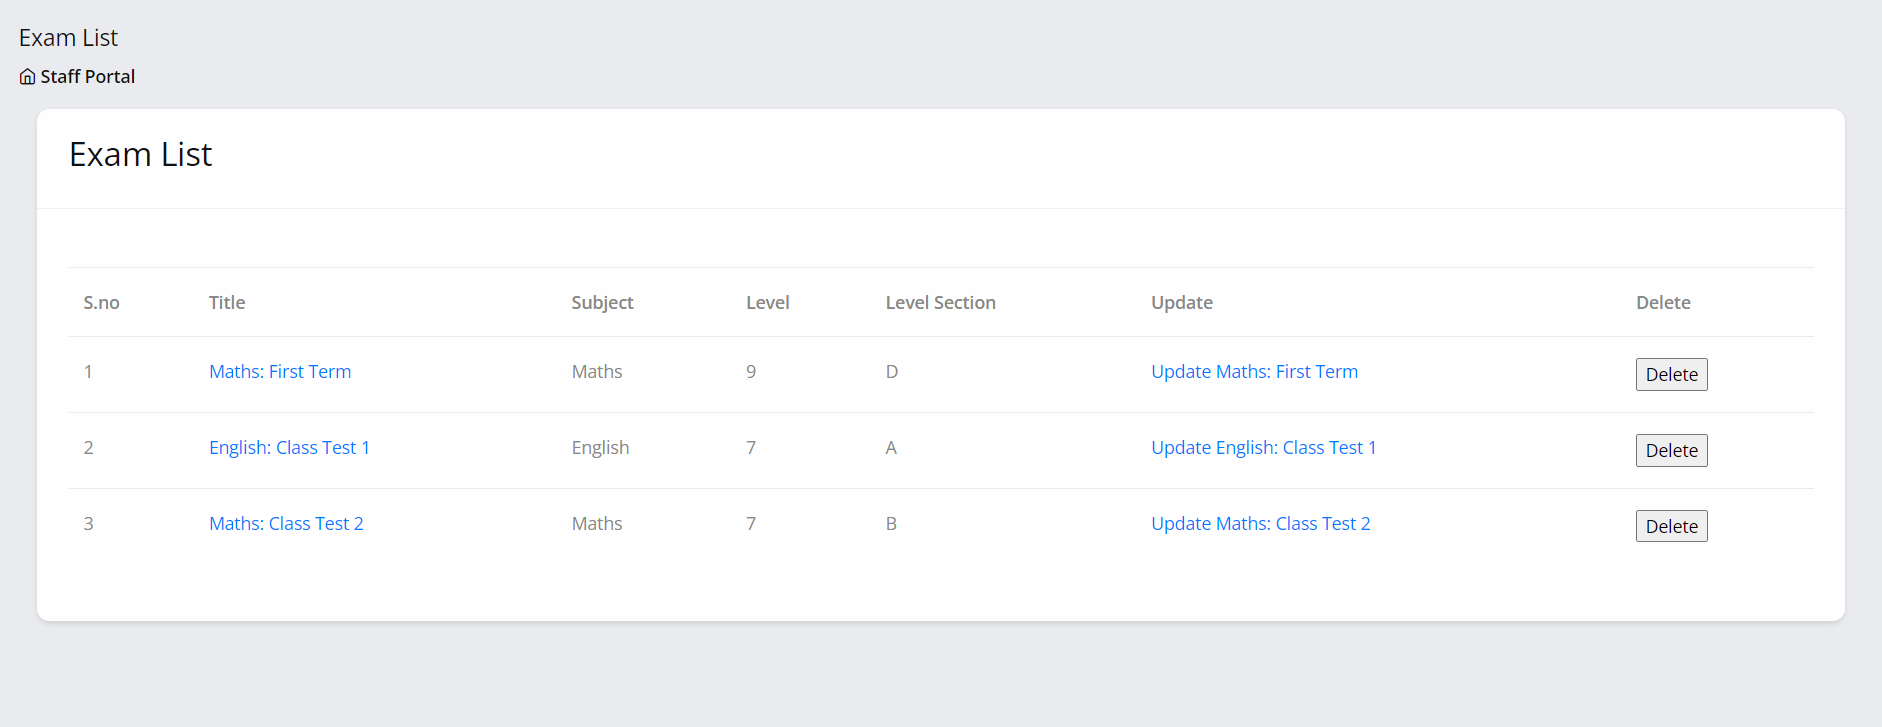 Exam List
Staff Portal
Exam List
S.no Title Subject Level Level Section Update Delete
1 Maths: First Term Maths 9 D Update Maths: First Term Delete
2 English: Class Test 1 English 7 A Update English: Class Test 1 Delete
3 Maths: Class Test 2 Maths 7 B Update Maths: Class Test 2 Delete